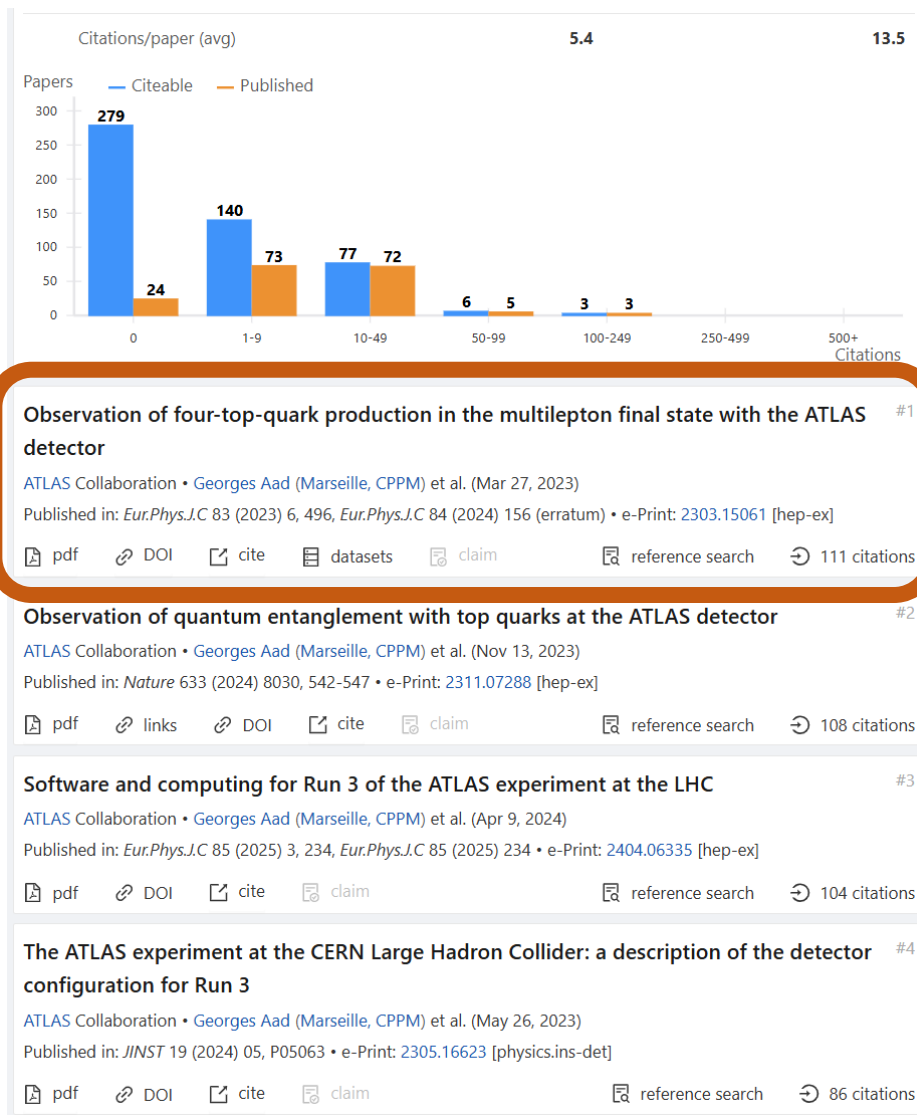 Citations/paper (avg) 5.4 13.5
Papers Citeable Published
300
279
250
200
150
140
100
73
77
72
50
24
6
5
3
3
0
0 1-9 10-49 50-99 100-249 250-499 500+
Citations
Observation of four-top-quark production in the multilepton final state with the ATLAS #1
detector
ATLAS Collaboration • Georges Aad (Marseille, CPPM) et al. (Mar 27, 2023)
Published in: Eur.Phys.J.C 83 (2023) 6, 496, Eur.Phys.J.C 84 (2024) 156 (erratum) • e-Print: 2303.15061 [hep-ex]
pdf DOI cite datasets claim reference search 111 citations
Observation of quantum entanglement with top quarks at the ATLAS detector #2
ATLAS Collaboration • Georges Aad (Marseille, CPPM) et al. (Nov 13, 2023)
Published in: Nature 633 (2024) 8030, 542-547 • e-Print: 2311.07288 [hep-ex]
pdf links DOI cite claim reference search 108 citations
Software and computing for Run 3 of the ATLAS experiment at the LHC #3
ATLAS Collaboration • Georges Aad (Marseille, CPPM) et al. (Apr 9, 2024)
Published in: Eur.Phys.J.C 85 (2025) 3, 234, Eur.Phys.J.C 85 (2025) 234 • e-Print: 2404.06335 [hep-ex]
pdf DOI cite claim reference search 104 citations
The ATLAS experiment at the CERN Large Hadron Collider: a description of the detector #4
configuration for Run 3
ATLAS Collaboration • Georges Aad (Marseille, CPPM) et al. (May 26, 2023)
Published in: JINST 19 (2024) 05, P05063 • e-Print: 2305.16623 [physics.ins-det]
pdf DOI cite claim reference search 86 citations